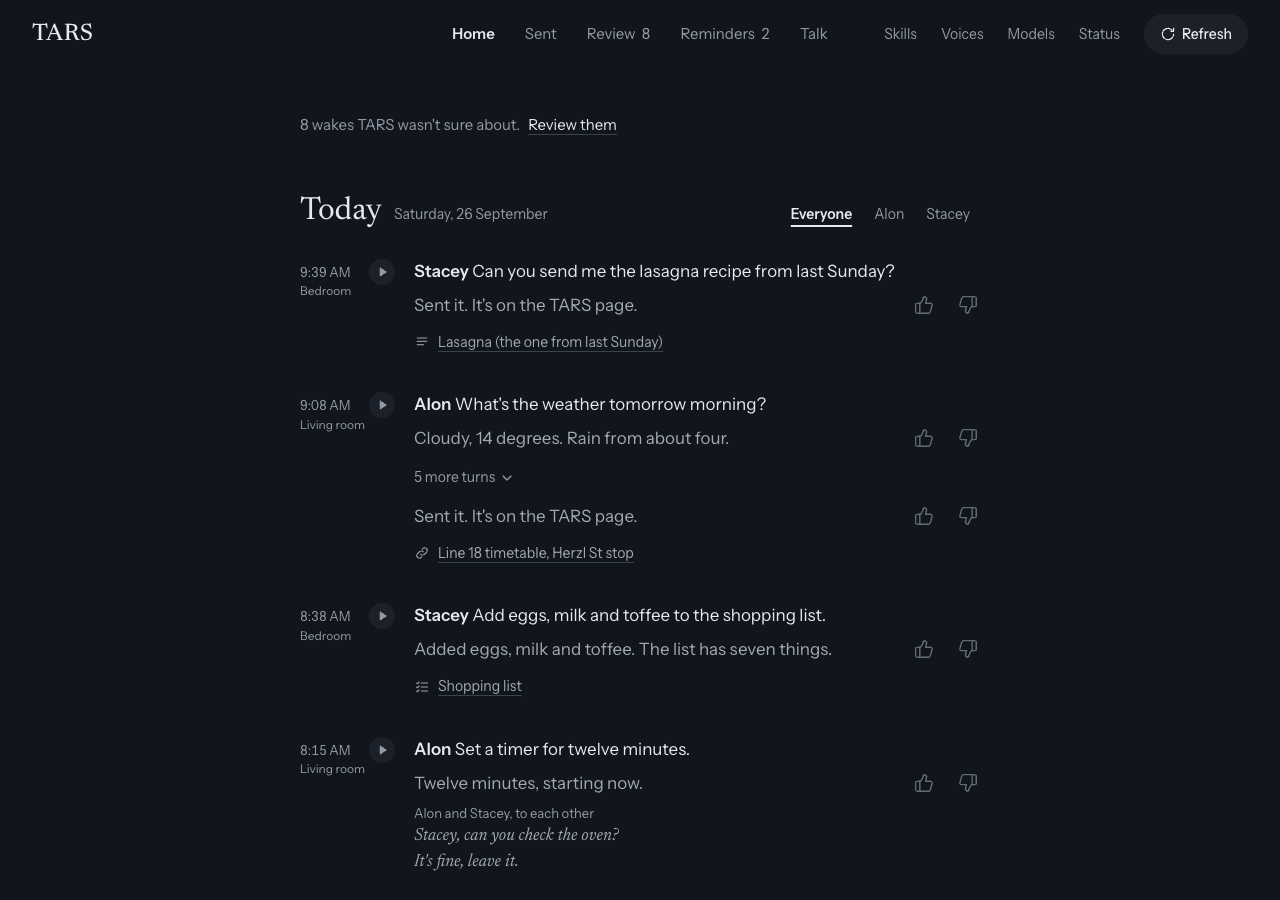 TARS
Home Sent Review 8 Reminders 2 Talk Skills Voices Models Status Refresh
8 wakes TARS wasn't sure about. Review them
Today Saturday, 26 September Everyone Alon Stacey
9:39 AM Stacey Can you send me the lasagna recipe from last Sunday?
Bedroom
Sent it. It's on the TARS page.
Lasagna (the one from last Sunday)
9:08 AM Alon What's the weather tomorrow morning?
Living room
Cloudy, 14 degrees. Rain from about four.
5 more turns
Sent it. It's on the TARS page.
Line 18 timetable, Herzl St stop
8:38 AM Stacey Add eggs, milk and toffee to the shopping list.
Bedroom
Added eggs, milk and toffee. The list has seven things.
Shopping list
8:15 AM Alon Set a timer for twelve minutes.
Living room
Twelve minutes, starting now.
Alon and Stacey, to each other
Stacey, can you check the oven?
It's fine, leave it.